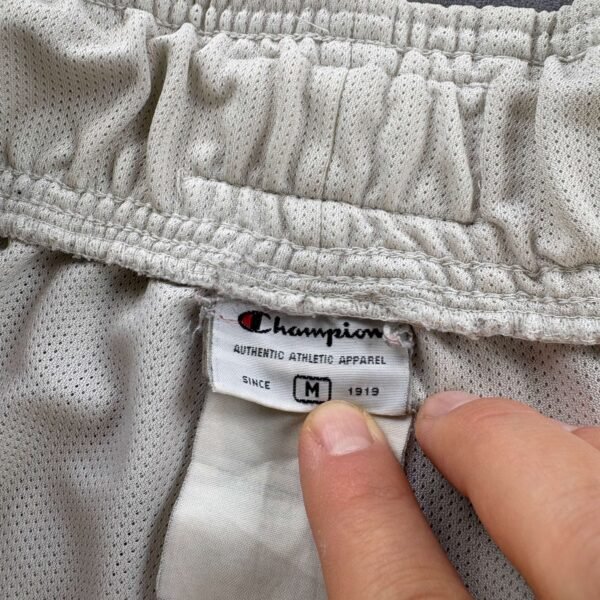 Champion
AUTHENTIC ATHLETIC APPAREL
SINCE M 1919